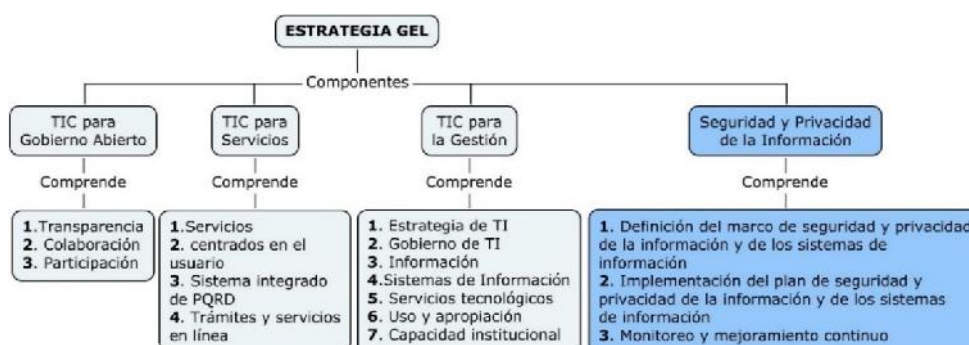 ESTRATEGIA GEL
Componentes
TIC para
Gobierno Abierto
TIC para
Servicios
TIC para
la Gestión
Seguridad y Privacidad
de la Información
Comprende
Comprende
Comprende
Comprende
1.Transparencia
2. Colaboración
3. Participación
1.Servicios
2. centrados en el
usuario
3. Sistema integrado
de PQRD
4. Trámites y servicios
en línea
1. Estrategia de TI
2. Gobierno de TI
3. Información
4.Sistemas de Información
5. Servicios tecnológicos
6. Uso y apropiación
7. Capacidad institucional
1. Definición del marco de seguridad y privacidad
de la información y de los sistemas de
información
2. Implementación del plan de seguridad y
privacidad de la información y de los sistemas
de información
3. Monitoreo y mejoramiento continuo